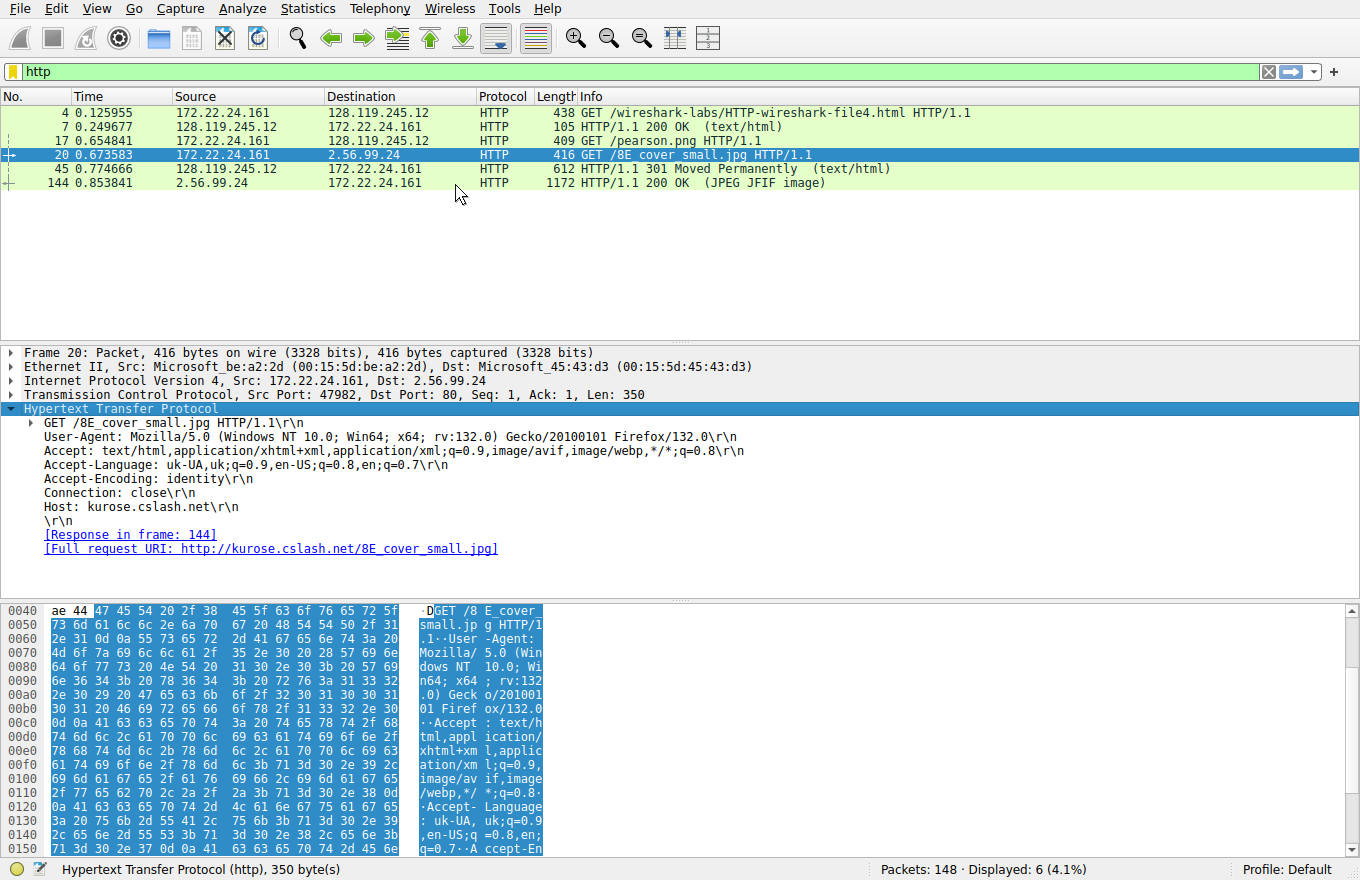 File Edit View Go Capture Analyze Statistics Telephony Wireless Tools Help
http
No. Time Source Destination Protocol Length Info
4 0.125955 172.22.24.161 128.119.245.12 HTTP 438 GET /wireshark-labs/HTTP-wireshark-file4.html HTTP/1.1
7 0.249677 128.119.245.12 172.22.24.161 HTTP 105 HTTP/1.1 200 OK (text/html)
17 0.654841 172.22.24.161 128.119.245.12 HTTP 409 GET /pearson.png HTTP/1.1
20 0.673583 172.22.24.161 2.56.99.24 HTTP 416 GET /8E_cover_small.jpg HTTP/1.1
45 0.774666 128.119.245.12 172.22.24.161 HTTP 612 HTTP/1.1 301 Moved Permanently (text/html)
144 0.853841 2.56.99.24 172.22.24.161 HTTP 1172 HTTP/1.1 200 OK (JPEG JFIF image)
Frame 20: Packet, 416 bytes on wire (3328 bits), 416 bytes captured (3328 bits)
Ethernet II, Src: Microsoft_be:a2:2d (00:15:5d:be:a2:2d), Dst: Microsoft_45:43:d3 (00:15:5d:45:43:d3)
Internet Protocol Version 4, Src: 172.22.24.161, Dst: 2.56.99.24
Transmission Control Protocol, Src Port: 47982, Dst Port: 80, Seq: 1, Ack: 1, Len: 350
Hypertext Transfer Protocol
GET /8E_cover_small.jpg HTTP/1.1\r\n
User-Agent: Mozilla/5.0 (Windows NT 10.0; Win64; x64; rv:132.0) Gecko/20100101 Firefox/132.0\r\n
Accept: text/html,application/xhtml+xml,application/xml;q=0.9,image/avif,image/webp,*/*;q=0.8\r\n
Accept-Language: uk-UA,uk;q=0.9,en-US;q=0.8,en;q=0.7\r\n
Accept-Encoding: identity\r\n
Connection: close\r\n
Host: kurose.cslash.net\r\n
\r\n
[Response in frame: 144]
[Full request URI: http://kurose.cslash.net/8E_cover_small.jpg]
0040 ae 44 47 45 54 20 2f 38 45 5f 63 6f 76 65 72 5f ·DGET /8 E_cover_
0050 73 6d 61 6c 6c 2e 6a 70 67 20 48 54 54 50 2f 31 small.jp g HTTP/1
0060 2e 31 0d 0a 55 73 65 72 2d 41 67 65 6e 74 3a 20 .1··User -Agent:
0070 4d 6f 7a 69 6c 6c 61 2f 35 2e 30 20 28 57 69 6e Mozilla/ 5.0 (Win
0080 64 6f 77 73 20 4e 54 20 31 30 2e 30 3b 20 57 69 dows NT 10.0; Wi
0090 6e 36 34 3b 20 78 36 34 3b 20 72 76 3a 31 33 32 n64; x64 ; rv:132
00a0 2e 30 29 20 47 65 63 6b 6f 2f 32 30 31 30 30 31 .0) Geck o/201001
00b0 30 31 20 46 69 72 65 66 6f 78 2f 31 33 32 2e 30 01 Firef ox/132.0
00c0 0d 0a 41 63 63 65 70 74 3a 20 74 65 78 74 2f 68 ··Accept : text/h
00d0 74 6d 6c 2c 61 70 70 6c 69 63 61 74 69 6f 6e 2f tml,appl ication/
00e0 78 68 74 6d 6c 2b 78 6d 6c 2c 61 70 70 6c 69 63 xhtml+xm l,applic
00f0 61 74 69 6f 6e 2f 78 6d 6c 3b 71 3d 30 2e 39 2c ation/xm l;q=0.9,
0100 69 6d 61 67 65 2f 61 76 69 66 2c 69 6d 61 67 65 image/av if,image
0110 2f 77 65 62 70 2c 2a 2f 2a 3b 71 3d 30 2e 38 0d /webp,*/ *;q=0.8·
0120 0a 41 63 63 65 70 74 2d 4c 61 6e 67 75 61 67 65 ·Accept- Language
0130 3a 20 75 6b 2d 55 41 2c 75 6b 3b 71 3d 30 2e 39 : uk-UA, uk;q=0.9
0140 2c 65 6e 2d 55 53 3b 71 3d 30 2e 38 2c 65 6e 3b ,en-US;q =0.8,en;
0150 71 3d 30 2e 37 0d 0a 41 63 63 65 70 74 2d 45 6e q=0.7··A ccept-En
Hypertext Transfer Protocol (http), 350 byte(s) Packets: 148 · Displayed: 6 (4.1%) Profile: Default